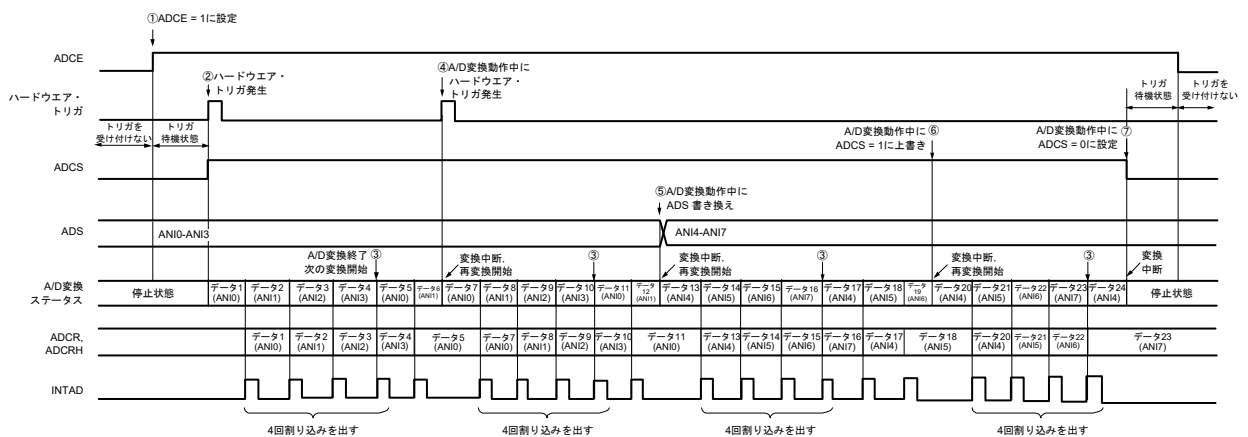 ①ADCE = 1に設定
ADCE
②ハードウエア・
トリガ発生
④A/D変換動作中に
ハードウエア・
トリガ発生
ハードウエア・
トリガ
トリガを
受け付けない
トリガ
待機状態
トリガ
待機状態
トリガを
受け付けない
A/D変換動作中に⑥
ADCS = 1に上書き
A/D変換動作中に⑦
ADCS = 0に設定
ADCS
⑤A/D変換動作中に
ADS 書き換え
ADS
ANI0-ANI3
ANI4-ANI7
A/D変換終了 ③
次の変換開始
変換中断,
再変換開始
③
変換中断,
再変換開始
③
変換中断,
再変換開始
③
変換
中断
A/D変換
ステータス
停止状態
データ1 データ2 データ3 データ4 データ5 データ6 データ7 データ8 データ9 データ10 データ11 データ12 データ13 データ14 データ15 データ16 データ17 データ18 データ19 データ20 データ21 データ22 データ23 データ24
(ANI0) (ANI1) (ANI2) (ANI3) (ANI0) (ANI1) (ANI0) (ANI1) (ANI2) (ANI3) (ANI0) (ANI1) (ANI4) (ANI5) (ANI6) (ANI7) (ANI4) (ANI5) (ANI6) (ANI4) (ANI5) (ANI6) (ANI7) (ANI4)
停止状態
ADCR,
ADCRH
データ1 データ2 データ3 データ4 データ5 データ7 データ8 データ9 データ10 データ11 データ13 データ14 データ15 データ16 データ17 データ18 データ20 データ21 データ22 データ23
(ANI0) (ANI1) (ANI2) (ANI3) (ANI0) (ANI0) (ANI1) (ANI2) (ANI3) (ANI0) (ANI4) (ANI5) (ANI6) (ANI7) (ANI4) (ANI5) (ANI4) (ANI5) (ANI6) (ANI7)
INTAD
4回割り込みを出す
4回割り込みを出す
4回割り込みを出す
4回割り込みを出す